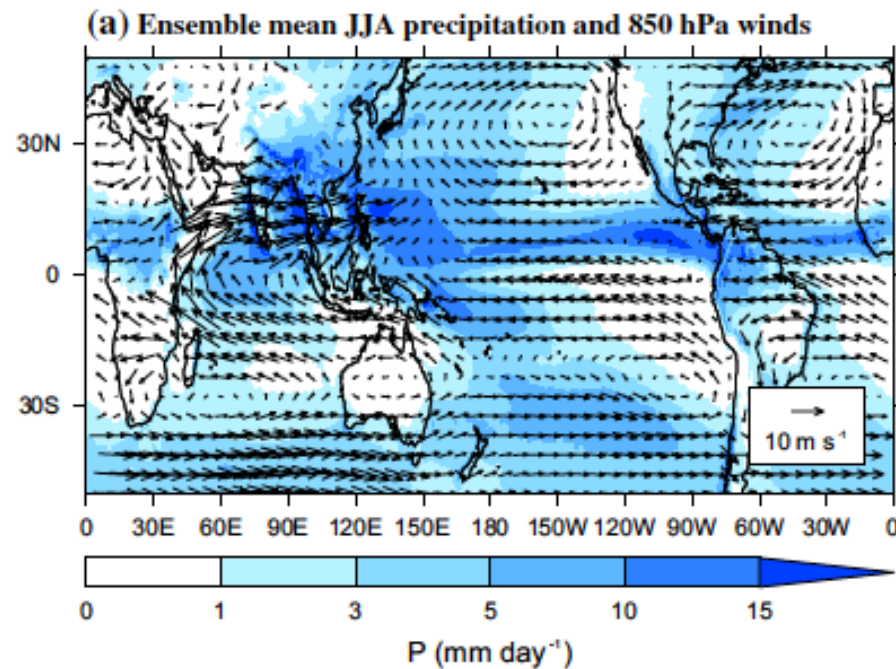 (a) Ensemble mean JJA precipitation and 850 hPa winds
30N
0
30S
10 m s⁻¹
0 30E 60E 90E 120E 150E 180 150W 120W 90W 60W 30W 0
0 1 3 5 10 15
P (mm day⁻¹)